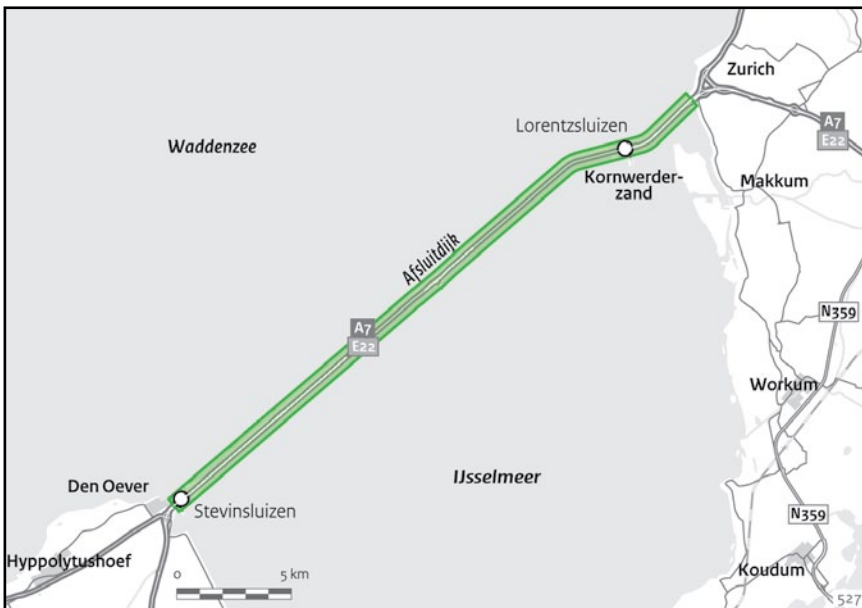 Zurich
A7
E22
Lorentzsluizen
Waddenzee
Kornwerder-
zand
Makkum
Afsluitdijk
N359
A7
E22
Workum
IJsselmeer
Den Oever
Stevinsluizen
N359
Hyppolytushoef
Koudum
0
5 km
527